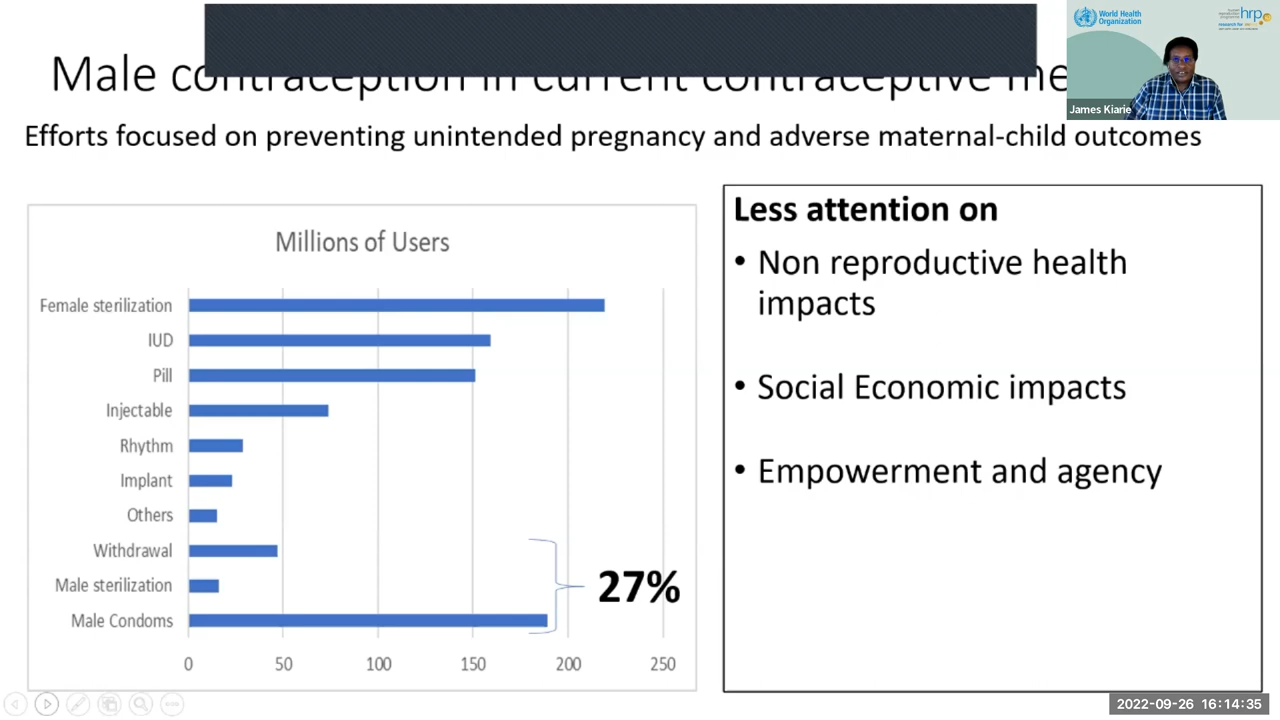 World Health
Organization
hrp
Male contraception in current contraceptive me
James Kiarie
Efforts focused on preventing unintended pregnancy and adverse maternal-child outcomes
Millions of Users
Female sterilization
IUD
Pill
Injectable
Rhythm
Implant
Others
Withdrawal
Male sterilization
Male Condoms
27%
0 50 100 150 200 250
Less attention on
• Non reproductive health
impacts
• Social Economic impacts
• Empowerment and agency
2022-09-26 16:14:35